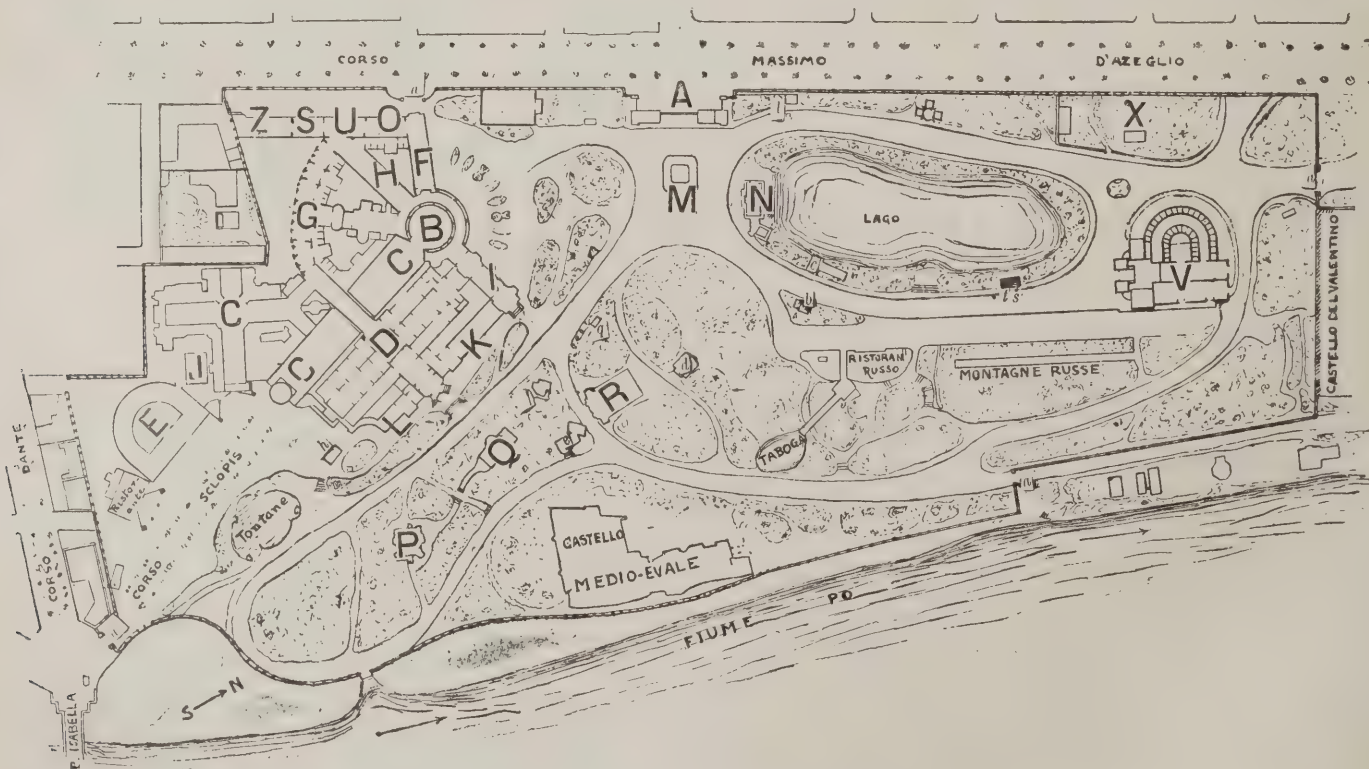 CORSO
MASSIMO
D'AZEGLIO
A
Z S U O
X
H
F
M
N
LAGO
G
B
C
I
V
CASTELLO DEL VALENTINO
C
D
K
C
J
RISTORAN
RUSSO
MONTAGNE RUSSE
R
E
L
TABOGA
DANTE
Q
SCLOPIS
Fontane
CORSO
CORSO
P
CASTELLO
MEDIO-EVALE
FIUME
PO
S
N
P. ISABELLA